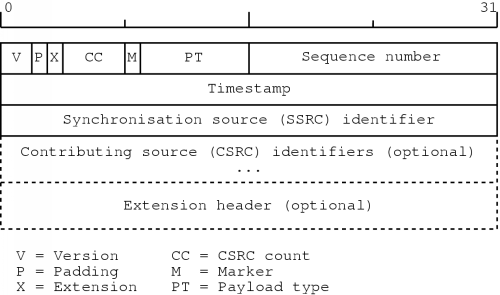 0 31
V P X CC M PT Sequence number
Timestamp
Synchronisation source (SSRC) identifier
Contributing source (CSRC) identifiers (optional)
...
Extension header (optional)
V = Version CC = CSRC count
P = Padding M = Marker
X = Extension PT = Payload type